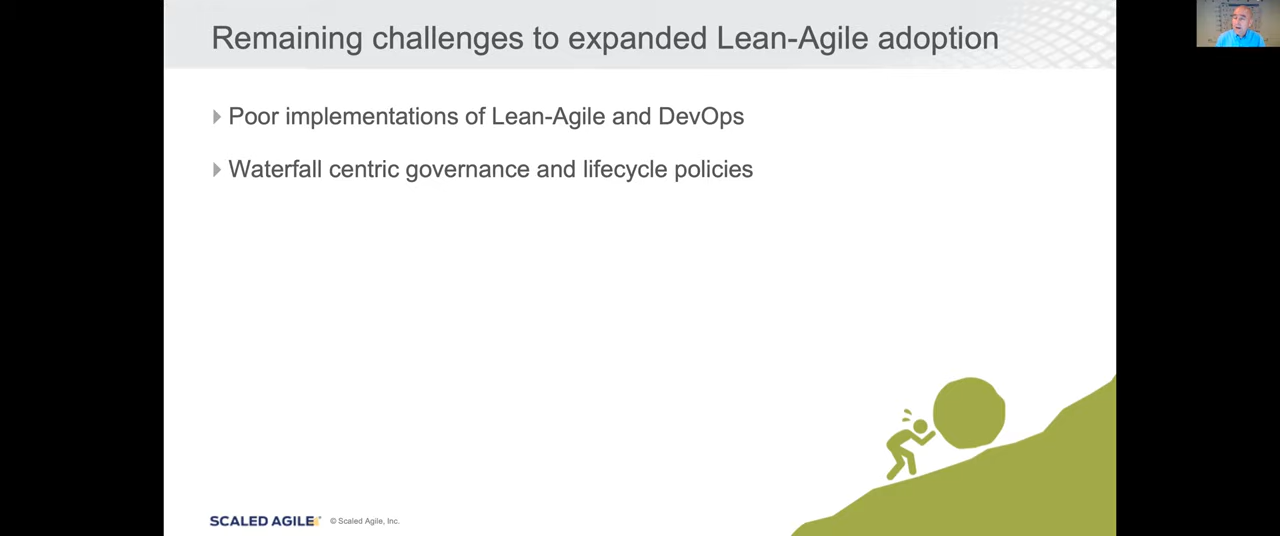 Remaining challenges to expanded Lean-Agile adoption
Poor implementations of Lean-Agile and DevOps
Waterfall centric governance and lifecycle policies
SCALED AGILE
© Scaled Agile, Inc.